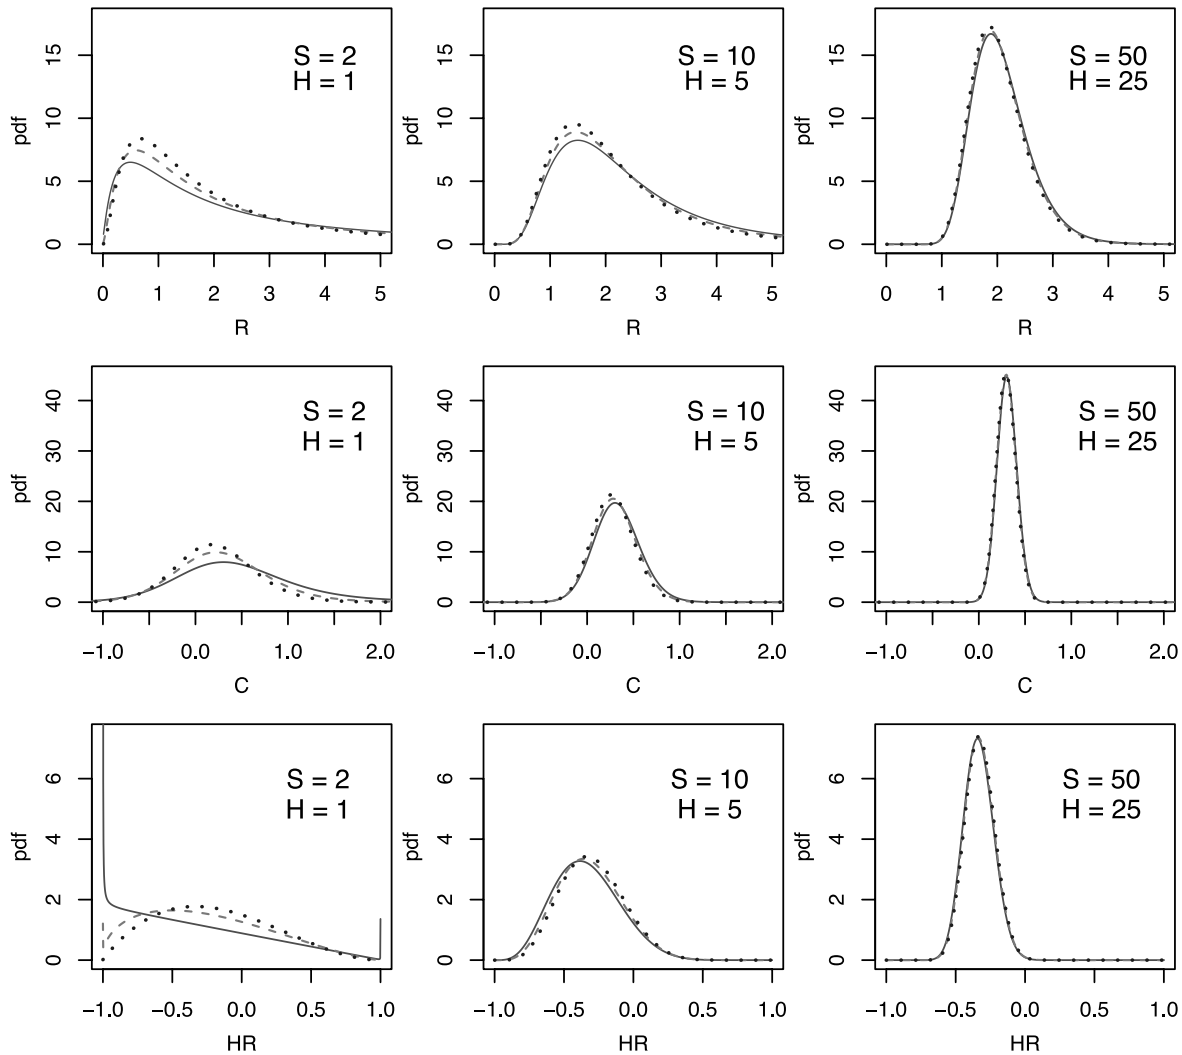 pdf
15
10
5
0
S = 2
H = 1
0 1 2 3 4 5
R
pdf
15
10
5
0
S = 10
H = 5
0 1 2 3 4 5
R
pdf
15
10
5
0
S = 50
H = 25
0 1 2 3 4 5
R
pdf
40
30
20
10
0
S = 2
H = 1
−1.0 0.0 1.0 2.0
C
pdf
40
30
20
10
0
S = 10
H = 5
−1.0 0.0 1.0 2.0
C
pdf
40
30
20
10
0
S = 50
H = 25
−1.0 0.0 1.0 2.0
C
pdf
6
4
2
0
S = 2
H = 1
−1.0 −0.5 0.0 0.5 1.0
HR
pdf
6
4
2
0
S = 10
H = 5
−1.0 −0.5 0.0 0.5 1.0
HR
pdf
6
4
2
0
S = 50
H = 25
−1.0 −0.5 0.0 0.5 1.0
HR